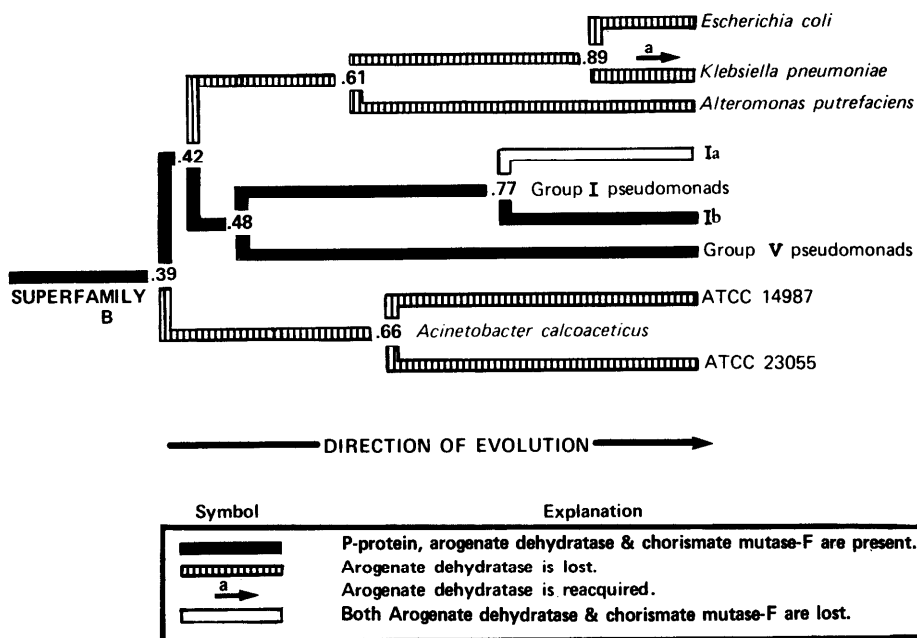 Escherichia coli
.89
a
Klebsiella pneumoniae
.61
Alteromonas putrefaciens
.42
Ia
.77 Group I pseudomonads
Ib
.48
Group V pseudomonads
.39
SUPERFAMILY
B
ATCC 14987
.66 Acinetobacter calcoaceticus
ATCC 23055
DIRECTION OF EVOLUTION
Symbol Explanation
P-protein, arogenate dehydratase & chorismate mutase-F are present.
Arogenate dehydratase is lost.
a Arogenate dehydratase is reacquired.
Both Arogenate dehydratase & chorismate mutase-F are lost.